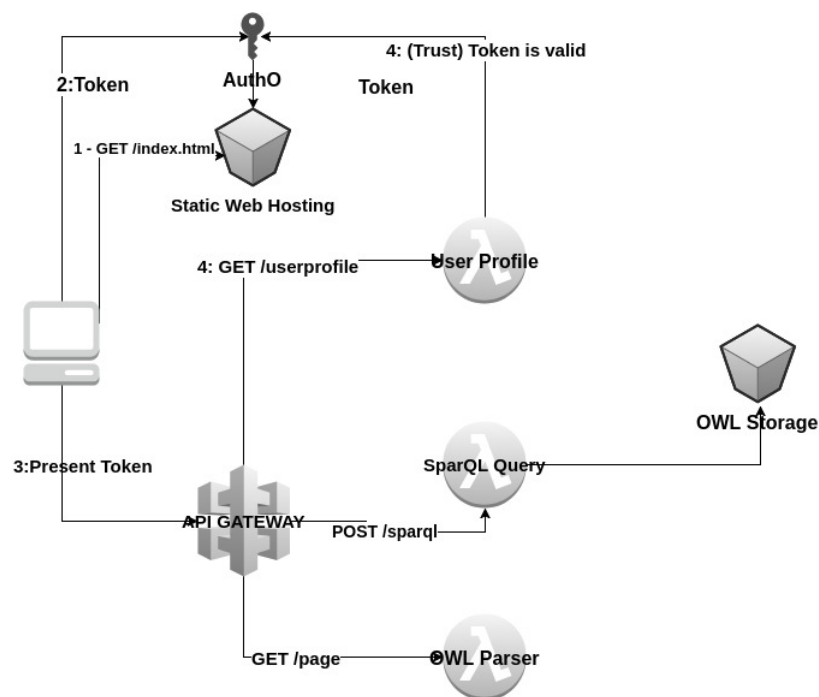 4: (Trust) Token is valid
2:Token
AuthO
Token
1 - GET /index.html
Static Web Hosting
4: GET /userprofile
User Profile
OWL Storage
3:Present Token
SparQL Query
API GATEWAY
POST /sparql
GET /page
OWL Parser